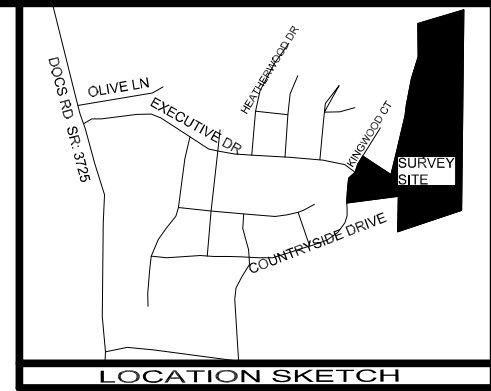 HEATHERWOOD DR
OLIVE LN
DOCS RD SR: 3725
EXECUTIVE DR
KINGWOOD CT
SURVEY
SITE
COUNTRYSIDE DRIVE
LOCATION SKETCH